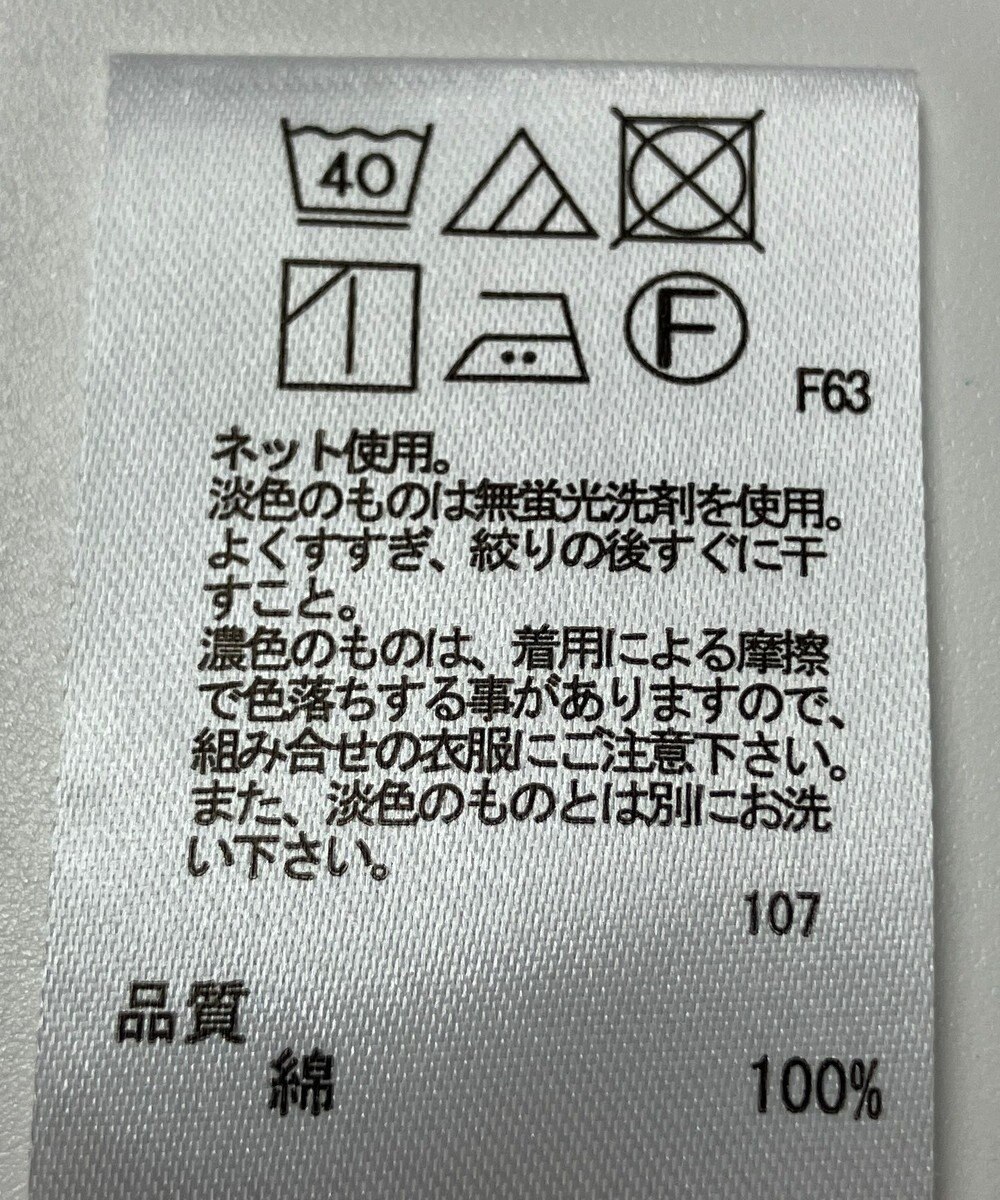 40
F
F63
ネット使用。
淡色のものは無蛍光洗剤を使用。
よくすすぎ、絞りの後すぐに干
すこと。
濃色のものは、着用による摩擦
で色落ちする事がありますので、
組み合せの衣服にご注意下さい。
また、淡色のものとは別にお洗
い下さい。
107
品質
綿 100%